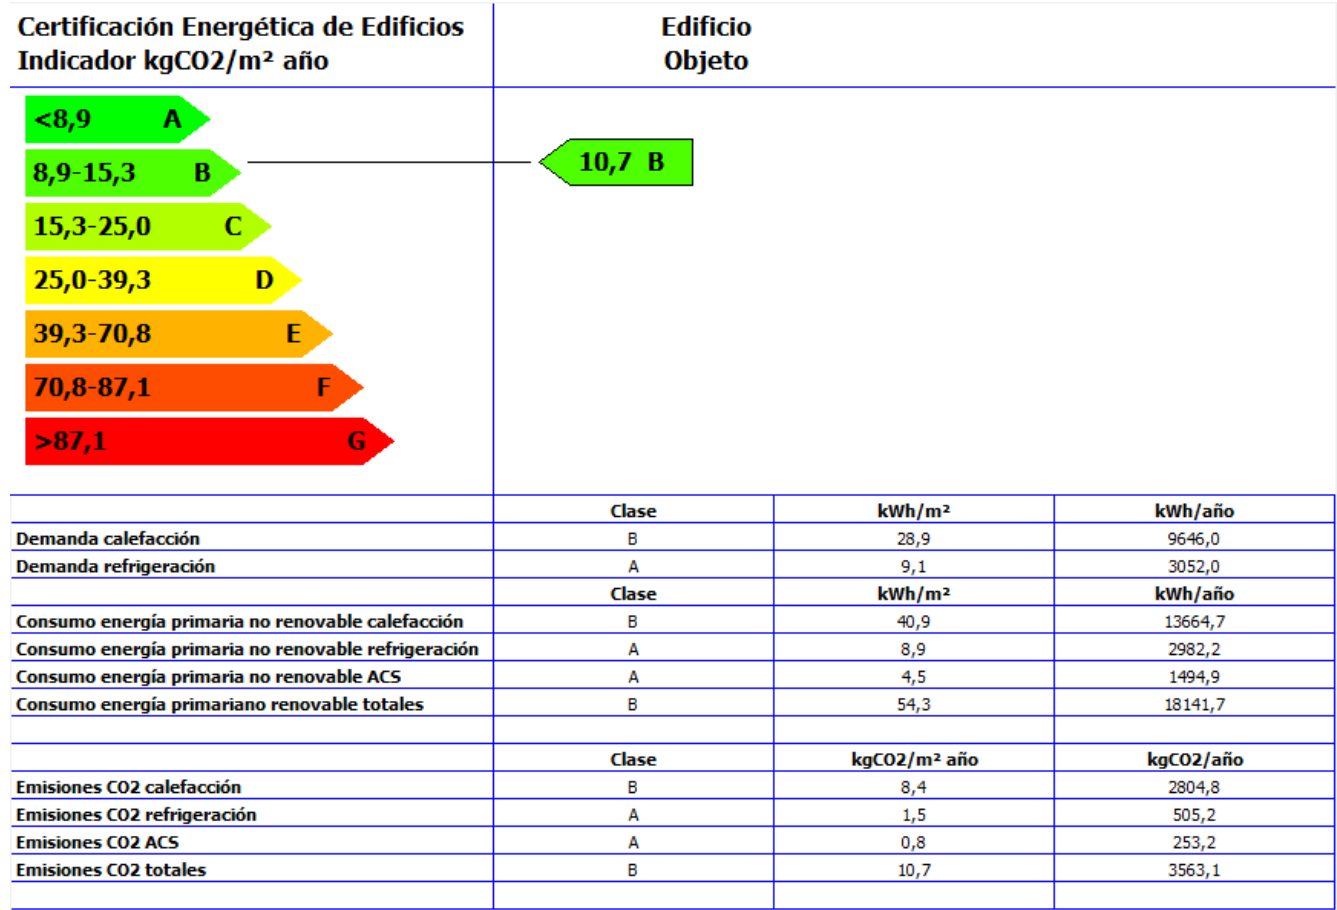 Certificación Energética de Edificios
Indicador kgCO2/m² año
Edificio
Objeto
<8,9 A
8,9-15,3 B
10,7 B
15,3-25,0 C
25,0-39,3 D
39,3-70,8 E
70,8-87,1 F
>87,1 G
Clase kWh/m² kWh/año
Demanda calefacción B 28,9 9646,0
Demanda refrigeración A 9,1 3052,0
Clase kWh/m² kWh/año
Consumo energía primaria no renovable calefacción B 40,9 13664,7
Consumo energía primaria no renovable refrigeración A 8,9 2982,2
Consumo energía primaria no renovable ACS A 4,5 1494,9
Consumo energía primariano renovable totales B 54,3 18141,7
Clase kgCO2/m² año kgCO2/año
Emisiones CO2 calefacción B 8,4 2804,8
Emisiones CO2 refrigeración A 1,5 505,2
Emisiones CO2 ACS A 0,8 253,2
Emisiones CO2 totales B 10,7 3563,1